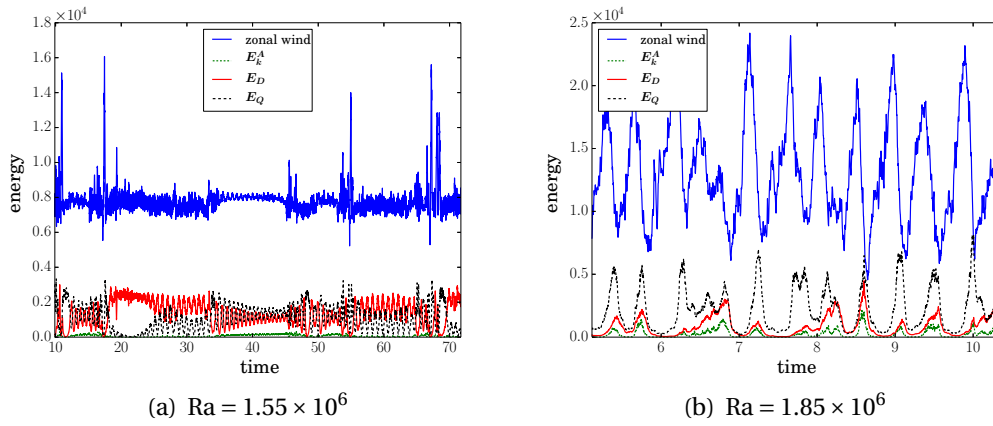 ×10⁴
1.8
1.6
1.4
1.2
1.0
0.8
0.6
0.4
0.2
0.0
energy
10 20 30 40 50 60 70
time
zonal wind
E_k^A
E_D
E_Q
(a) Ra = 1.55 × 10⁶
×10⁴
2.5
2.0
1.5
1.0
0.5
0.0
energy
6 7 8 9 10
time
zonal wind
E_k^A
E_D
E_Q
(b) Ra = 1.85 × 10⁶